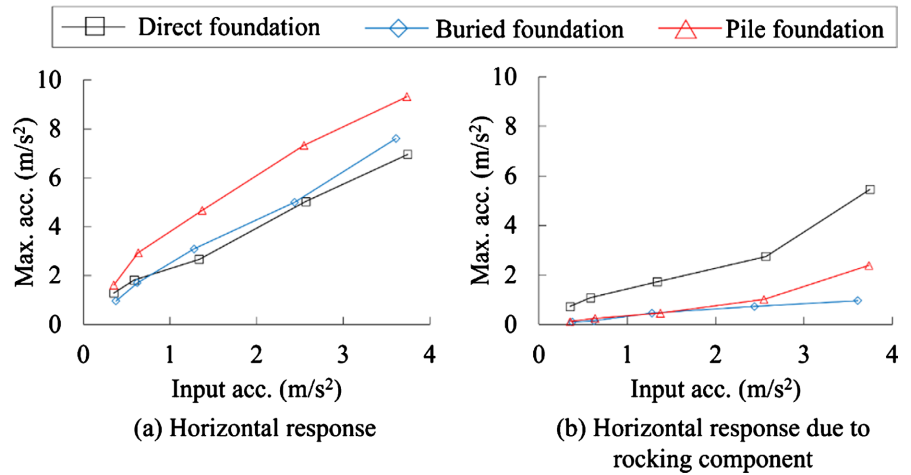 Direct foundation Buried foundation Pile foundation
10
8
6
4
2
0
Max. acc. (m/s²)
0 1 2 3 4
Input acc. (m/s²)
(a) Horizontal response
10
8
6
4
2
0
Max. acc. (m/s²)
0 1 2 3 4
Input acc. (m/s²)
(b) Horizontal response due to
rocking component